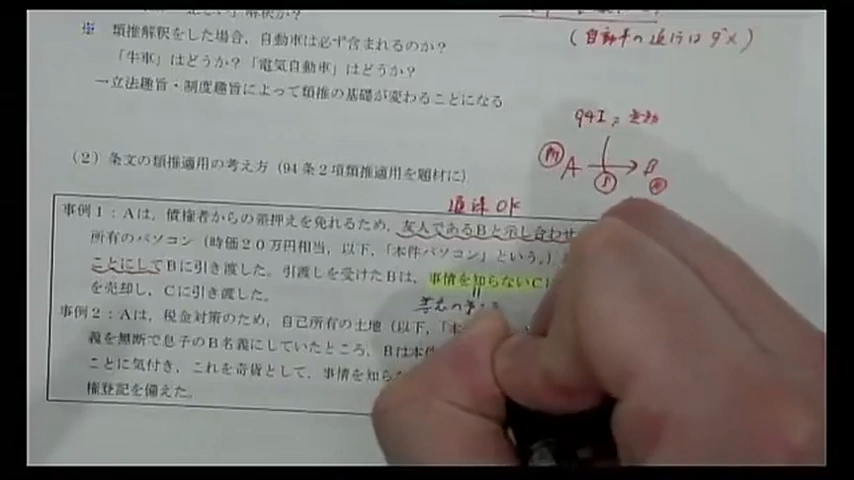 解釈か？
※ 類推解釈をした場合，自動車は必ず含まれるのか？
（自動車の通行は ダメ）
「牛車」はどうか？「電気自動車」はどうか？
→立法趣旨・制度趣旨によって類推の基礎が変わることになる
94I
A → B
（2）条文の類推適用の考え方（94条2項類推適用を題材に）
事例1：Aは，債権者からの差押えを免れるため，友人であるBと示し合わせ
所有のパソコン（時価20万円相当，以下，「本件パソコン」という。）
ことにしてBに引き渡した。引渡しを受けたBは，事情を知らないC
を売却し，Cに引き渡した。
事例2：Aは，税金対策のため，自己所有の土地（以下，「本
義を無断で息子のB名義にしていたところ，Bは本件
ことに気付き，これを奇貨として，事情を知ら
権登記を備えた。